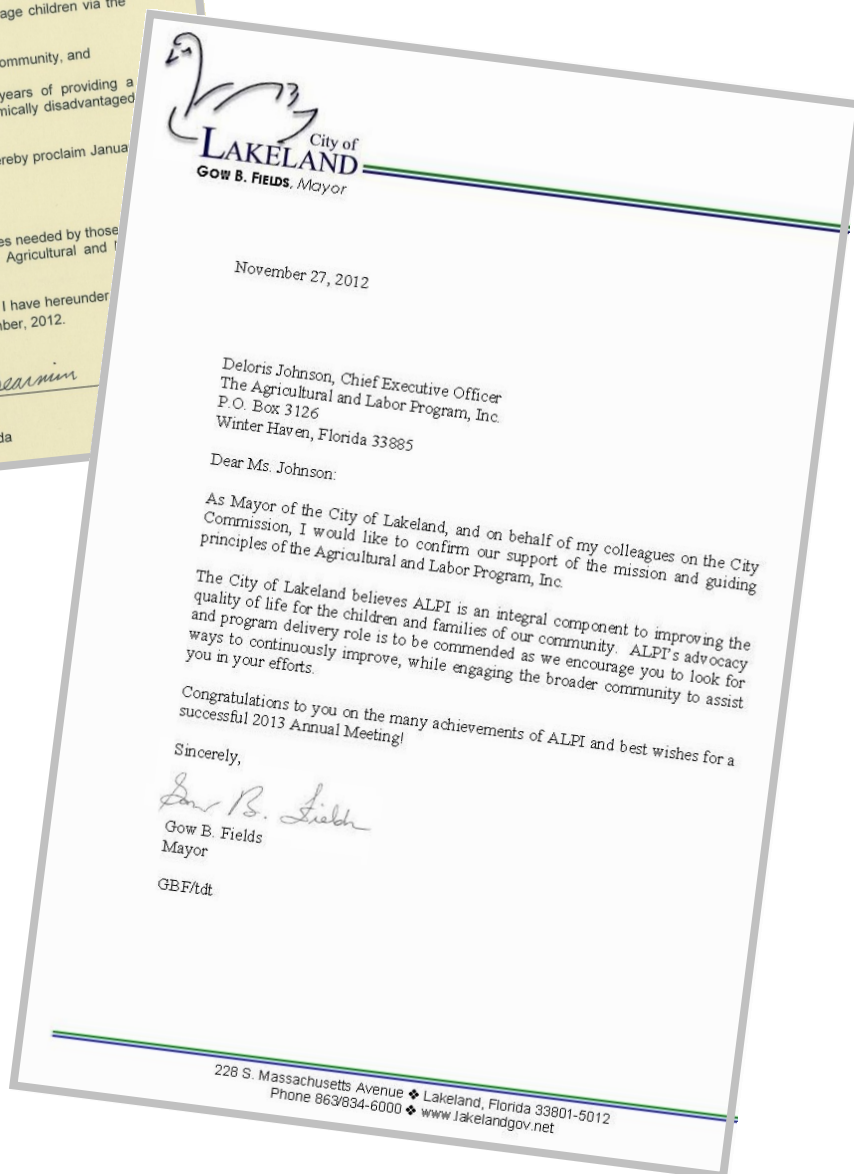 age children via the
ommunity, and
years of providing a
mically disadvantaged
ereby proclaim Janua
es needed by those
Agricultural and
I have hereunder
mber, 2012.
da
City of
LAKELAND
GOW B. FIELDS, Mayor
November 27, 2012
Deloris Johnson, Chief Executive Officer
The Agricultural and Labor Program, Inc.
P.O. Box 3126
Winter Haven, Florida 33885
Dear Ms. Johnson:
As Mayor of the City of Lakeland, and on behalf of my colleagues on the City
Commission, I would like to confirm our support of the mission and guiding
principles of the Agricultural and Labor Program, Inc.
The City of Lakeland believes ALPI is an integral component to improving the
quality of life for the children and families of our community.  ALPI's advocacy
and program delivery role is to be commended as we encourage you to look for
ways to continuously improve, while engaging the broader community to assist
you in your efforts.
Congratulations to you on the many achievements of ALPI and best wishes for a
successful 2013 Annual Meeting!
Sincerely,
Gow B. Fields
Gow B. Fields
Mayor
GBF/tdt
228 S. Massachusetts Avenue ❖ Lakeland, Florida 33801-5012
Phone 863/834-6000 ❖ www.lakelandgov.net